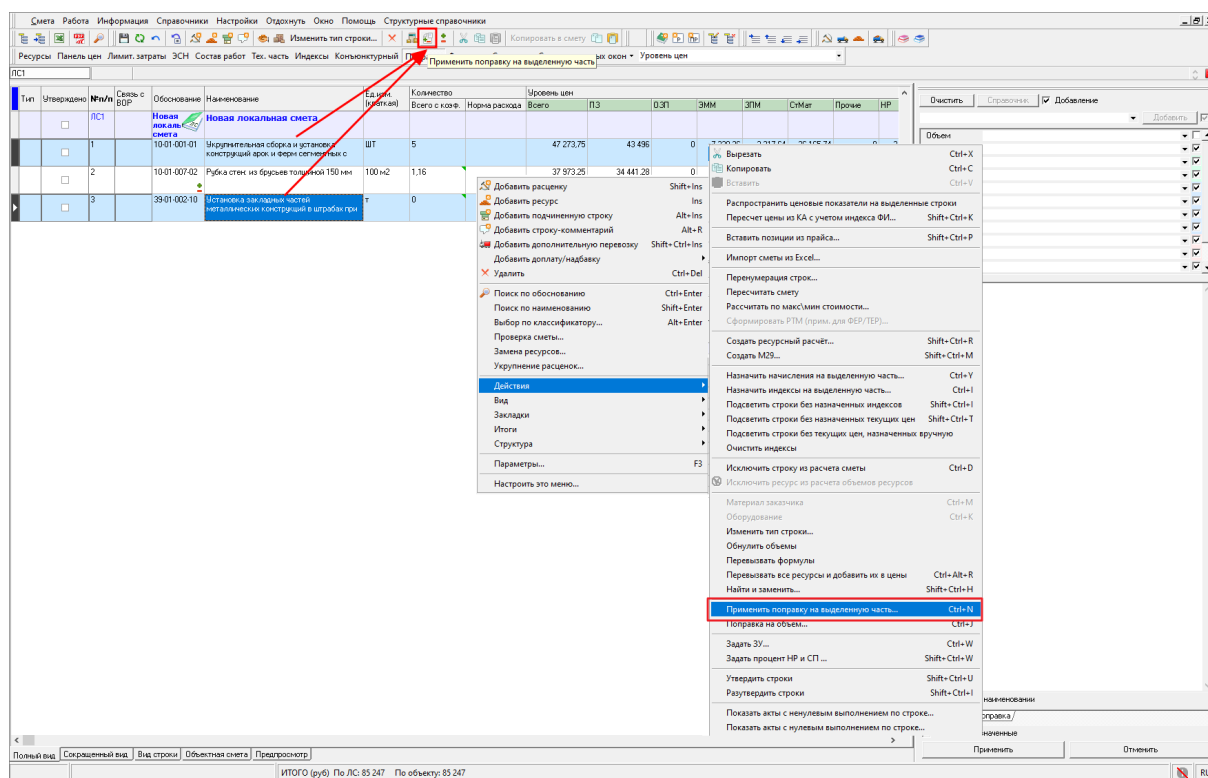 Смета Работа Информация Справочники Настройки Отдохнуть Окно Помощь Структурные справочники
Изменить тип строки... Копировать в смету
Ресурсы Панель цен Лимит. затраты ЭСН Состав работ Тех. часть Индексы Конъюнктурный
Применить поправку на выделенную часть
ых окон Уровень цен
ЛС1
Тип Утверждено №п/п Связь с ВОР Обоснование Наименование Ед.изм. (краткая) Количество Уровень цен
Всего с коэф. Норма расхода Всего ПЗ ОЗП ЭММ ЗПМ СтМат Прочие НР
ЛС1 Новая локальная смета Новая локальная смета
1 10-01-001-01 Укрупнительная сборка и установка конструкций арок и ферм сегментных с ШТ 5 47 273,75 43 496 0
2 10-01-007-02 Рубка стен: из брусьев толщиной 150 мм 100 м2 1,16 37 973,25 34 441,28 0
3 39-01-002-10 Установка закладных частей металлических конструкций в штрабах при т 0
Очистить Справочник Добавление
Добавить
Объем
Добавить расценку Shift+Ins
Добавить ресурс Ins
Добавить подчиненную строку Alt+Ins
Добавить строку-комментарий Alt+R
Добавить дополнительную перевозку Shift+Ctrl+Ins
Добавить доплату/надбавку
Удалить Ctrl+Del
Поиск по обоснованию Ctrl+Enter
Поиск по наименованию Shift+Enter
Выбор по классификатору... Alt+Enter
Проверка сметы...
Замена ресурсов...
Укрупнение расценок...
Действия
Вид
Закладки
Итоги
Структура
Параметры... F3
Настроить это меню...
Вырезать Ctrl+X
Копировать Ctrl+C
Вставить Ctrl+V
Распространить ценовые показатели на выделенные строки
Пересчет цены из КА с учетом индекса ФИ... Shift+Ctrl+K
Вставить позиции из прайса... Shift+Ctrl+P
Импорт сметы из Excel...
Перенумерация строк...
Пересчитать смету
Рассчитать по макс\мин стоимости...
Сформировать РТМ (прим. для ФЕР/ТЕР)...
Создать ресурсный расчёт... Shift+Ctrl+R
Создать М29... Shift+Ctrl+M
Назначить начисления на выделенную часть... Ctrl+Y
Назначить индексы на выделенную часть... Ctrl+I
Подсветить строки без назначенных индексов Shift+Ctrl+I
Подсветить строки без назначенных текущих цен Shift+Ctrl+T
Подсветить строки без текущих цен, назначенных вручную
Очистить индексы
Исключить строку из расчета сметы Ctrl+D
Исключить ресурс из расчета объемов ресурсов
Материал заказчика Ctrl+M
Оборудование Ctrl+K
Изменить тип строки...
Обнулить объемы
Перевызвать формулы
Перевызвать все ресурсы и добавить их в цены Ctrl+Alt+R
Найти и заменить... Shift+Ctrl+H
Применить поправку на выделенную часть... Ctrl+N
Поправка на объем... Ctrl+J
Задать ЗУ... Ctrl+W
Задать процент НР и СП ... Shift+Ctrl+W
Утвердить строки Shift+Ctrl+U
Разутвердить строки Shift+Ctrl+I
Показать акты с ненулевым выполнением по строке...
Показать акты с нулевым выполнением по строке...
наименовании
оправка
значенные
Применить Отменить
Полный вид Сокращенный вид Вид строки Объектная смета Предпросмотр
ИТОГО (руб) По ЛС: 85 247 По объекту: 85 247
RU